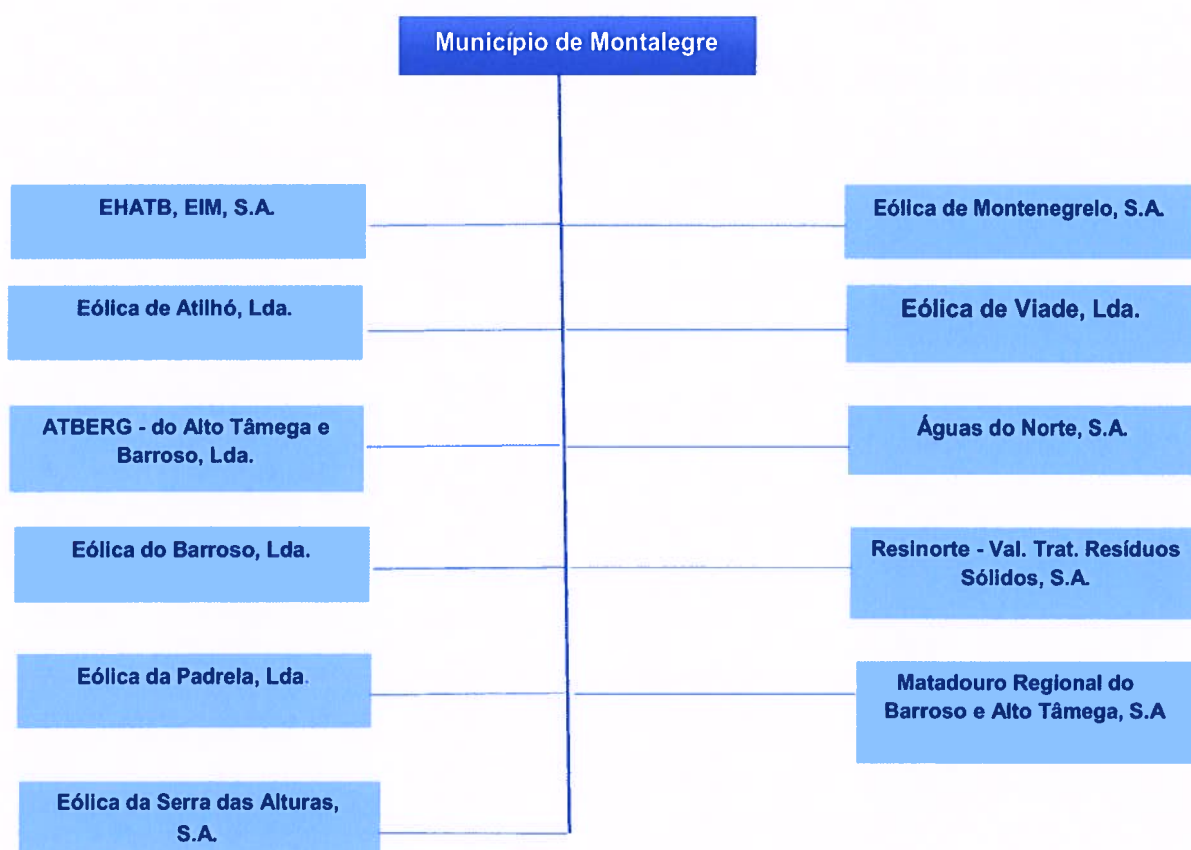 Município de Montalegre
EHATB, EIM, S.A.
Eólica de Montenegrelo, S.A.
Eólica de Atilhó, Lda.
Eólica de Viade, Lda.
ATBERG - do Alto Tâmega e
Barroso, Lda.
Águas do Norte, S.A.
Eólica do Barroso, Lda.
Resinorte - Val. Trat. Resíduos
Sólidos, S.A.
Eólica da Padrela, Lda.
Matadouro Regional do
Barroso e Alto Tâmega, S.A
Eólica da Serra das Alturas,
S.A.